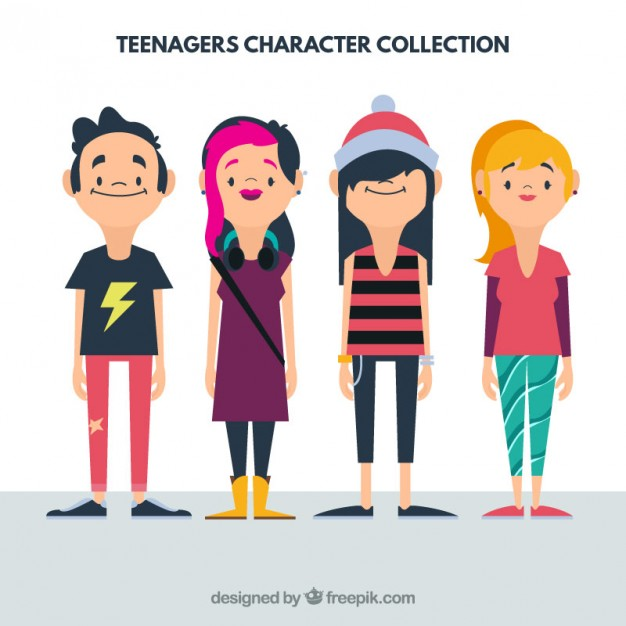 TEENAGERS CHARACTER COLLECTION
designed by freepik.com